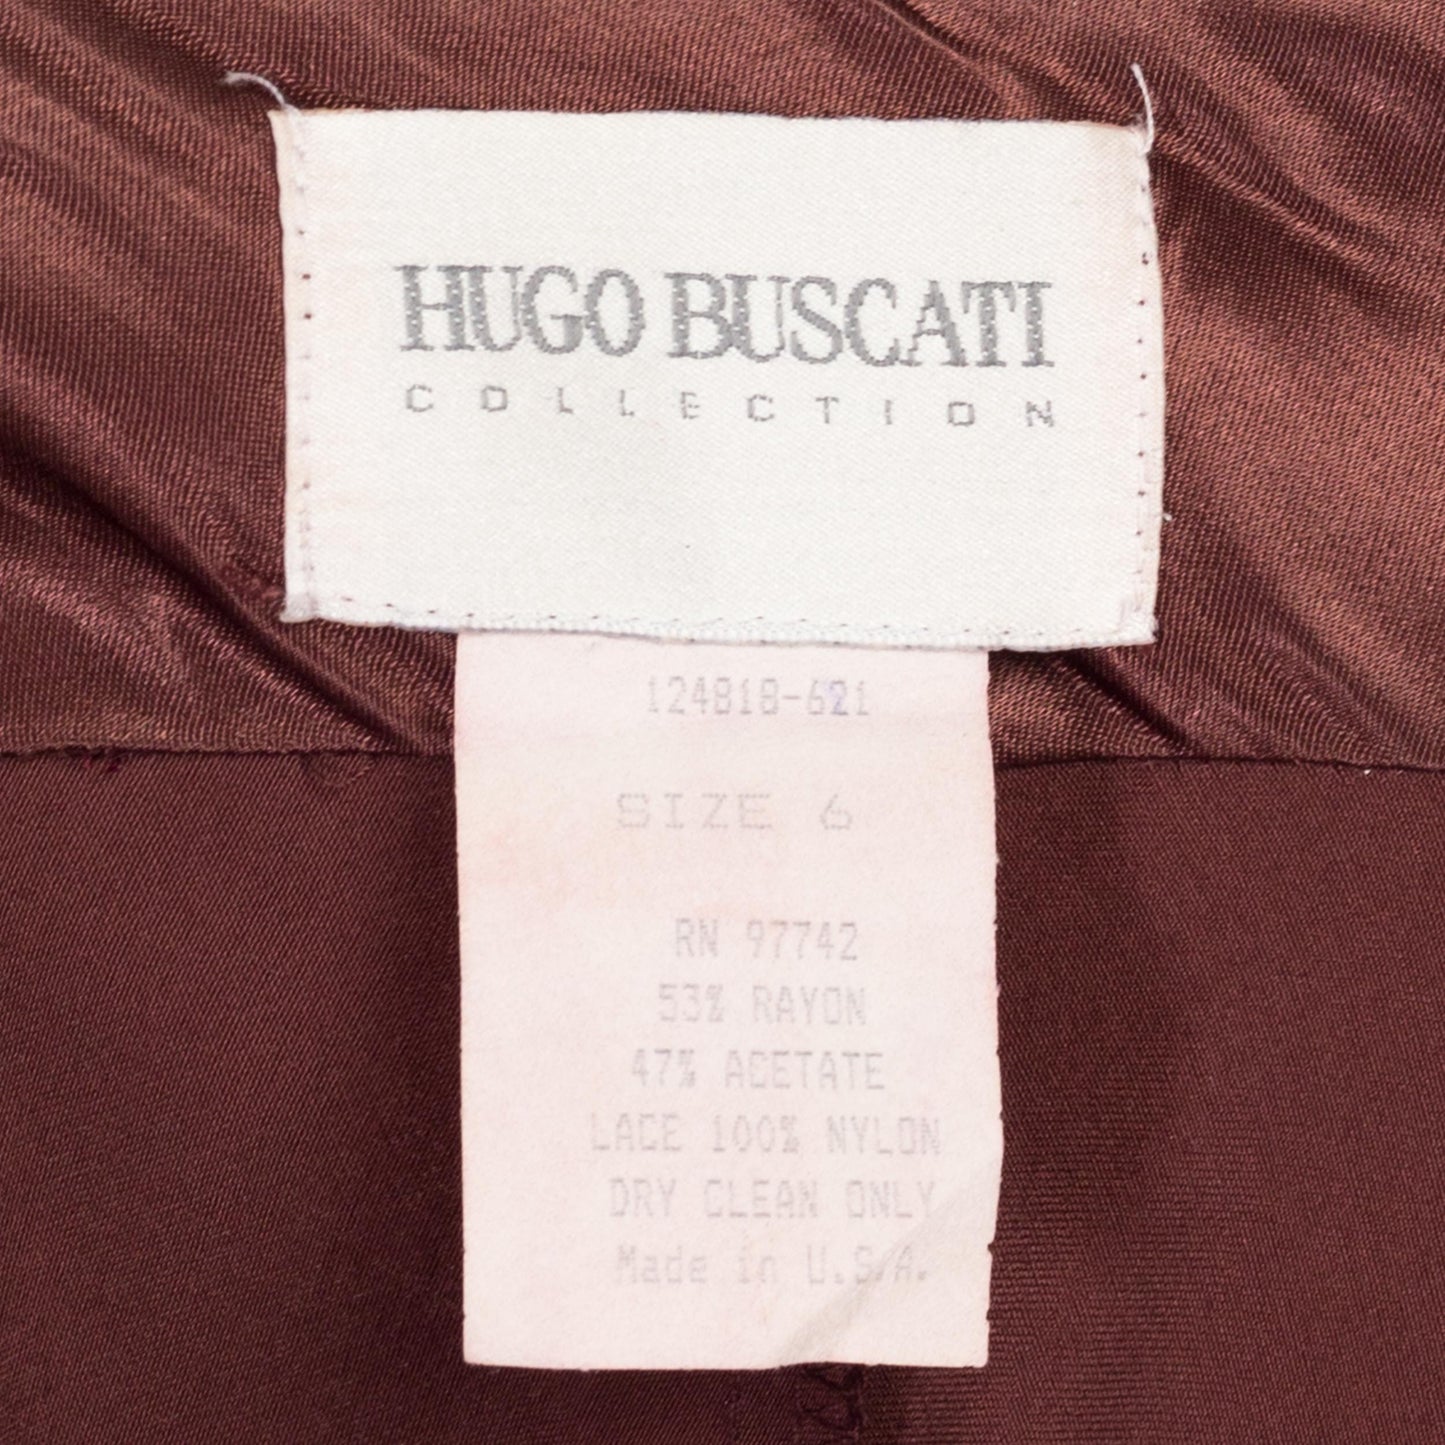 HUGO BUSCATI
COLLECTION
124818-621
SIZE 6
RN 97742
53% RAYON
47% ACETATE
LACE 100% NYLON
DRY CLEAN ONLY
Made in U.S.A.